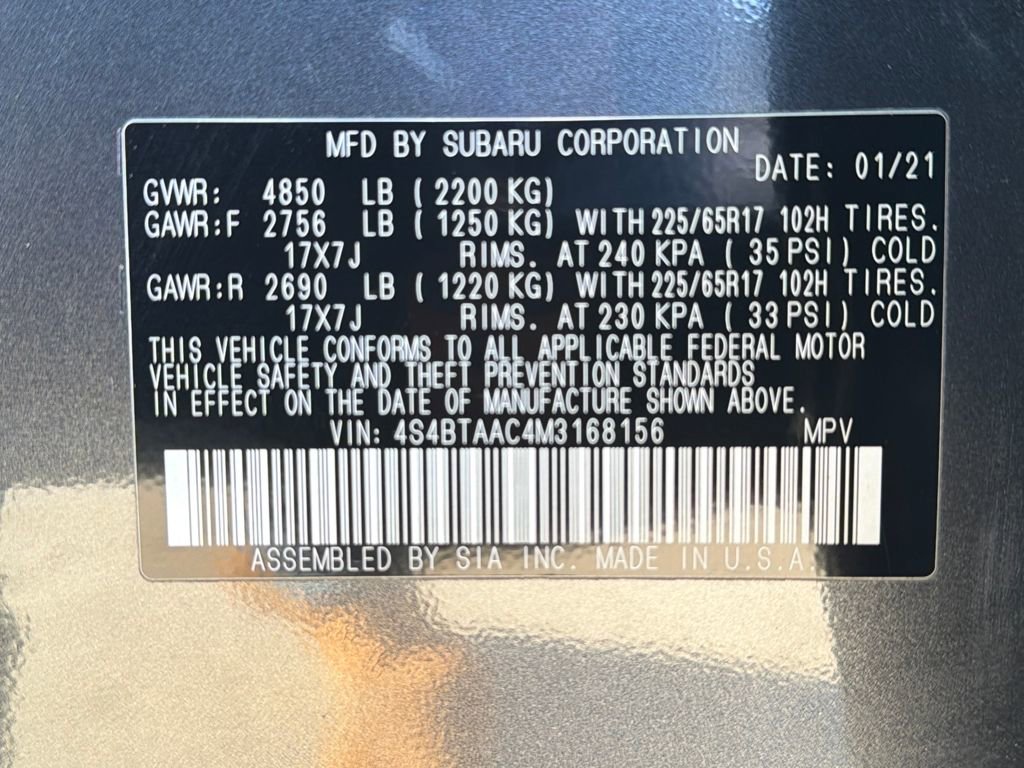 MFD BY SUBARU CORPORATION
DATE: 01/21
GVWR: 4850 LB ( 2200 KG)
GAWR:F 2756 LB ( 1250 KG) WITH 225/65R17 102H TIRES.
17X7J RIMS. AT 240 KPA ( 35 PSI) COLD
GAWR:R 2690 LB ( 1220 KG) WITH 225/65R17 102H TIRES.
17X7J RIMS. AT 230 KPA ( 33 PSI) COLD
THIS VEHICLE CONFORMS TO ALL APPLICABLE FEDERAL MOTOR
VEHICLE SAFETY AND THEFT PREVENTION STANDARDS
IN EFFECT ON THE DATE OF MANUFACTURE SHOWN ABOVE.
VIN: 4S4BTAAC4M3168156 MPV
ASSEMBLED BY SIA INC. MADE IN U.S.A.